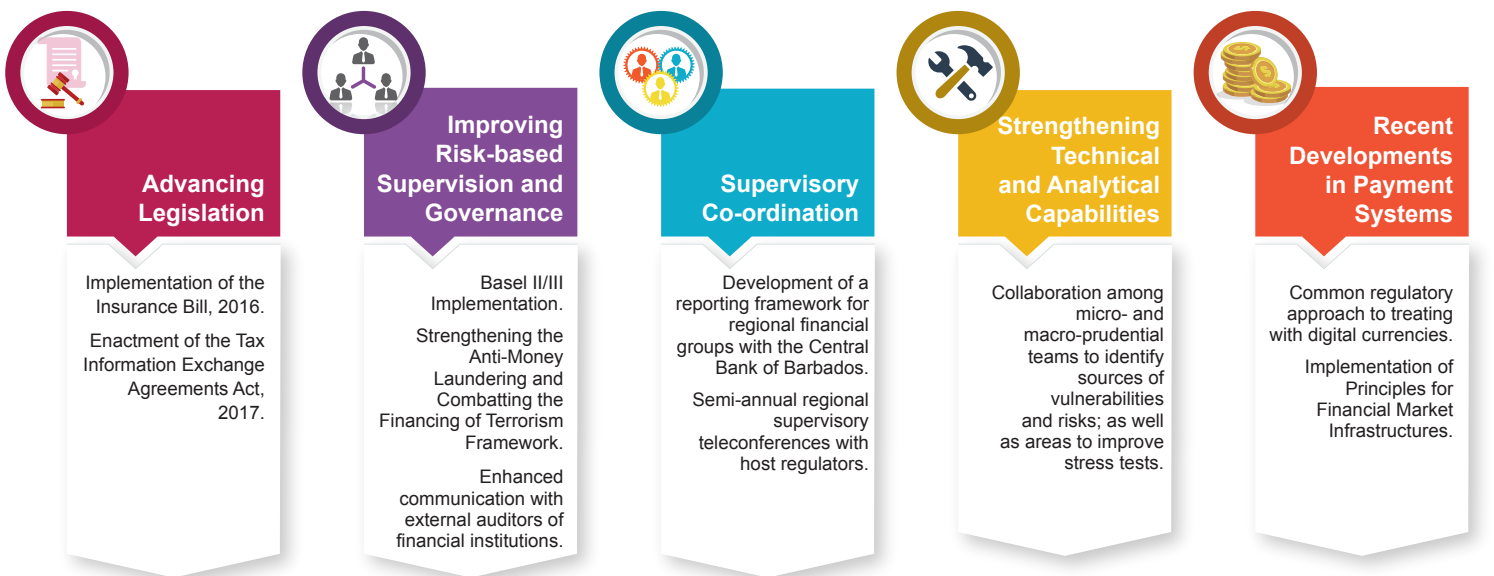 Advancing
Legislation
Implementation of the
Insurance Bill, 2016.
Enactment of the Tax
Information Exchange
Agreements Act,
2017.
Improving
Risk-based
Supervision and
Governance
Basel II/III
Implementation.
Strengthening the
Anti-Money
Laundering and
Combatting the
Financing of Terrorism
Framework.
Enhanced
communication with
external auditors of
financial institutions.
Supervisory
Co-ordination
Development of a
reporting framework for
regional financial
groups with the Central
Bank of Barbados.
Semi-annual regional
supervisory
teleconferences with
host regulators.
Strengthening
Technical
and Analytical
Capabilities
Collaboration among
micro- and
macro-prudential
teams to identify
sources of
vulnerabilities
and risks; as well
as areas to improve
stress tests.
Recent
Developments
in Payment
Systems
Common regulatory
approach to treating
with digital currencies.
Implementation of
Principles for
Financial Market
Infrastructures.